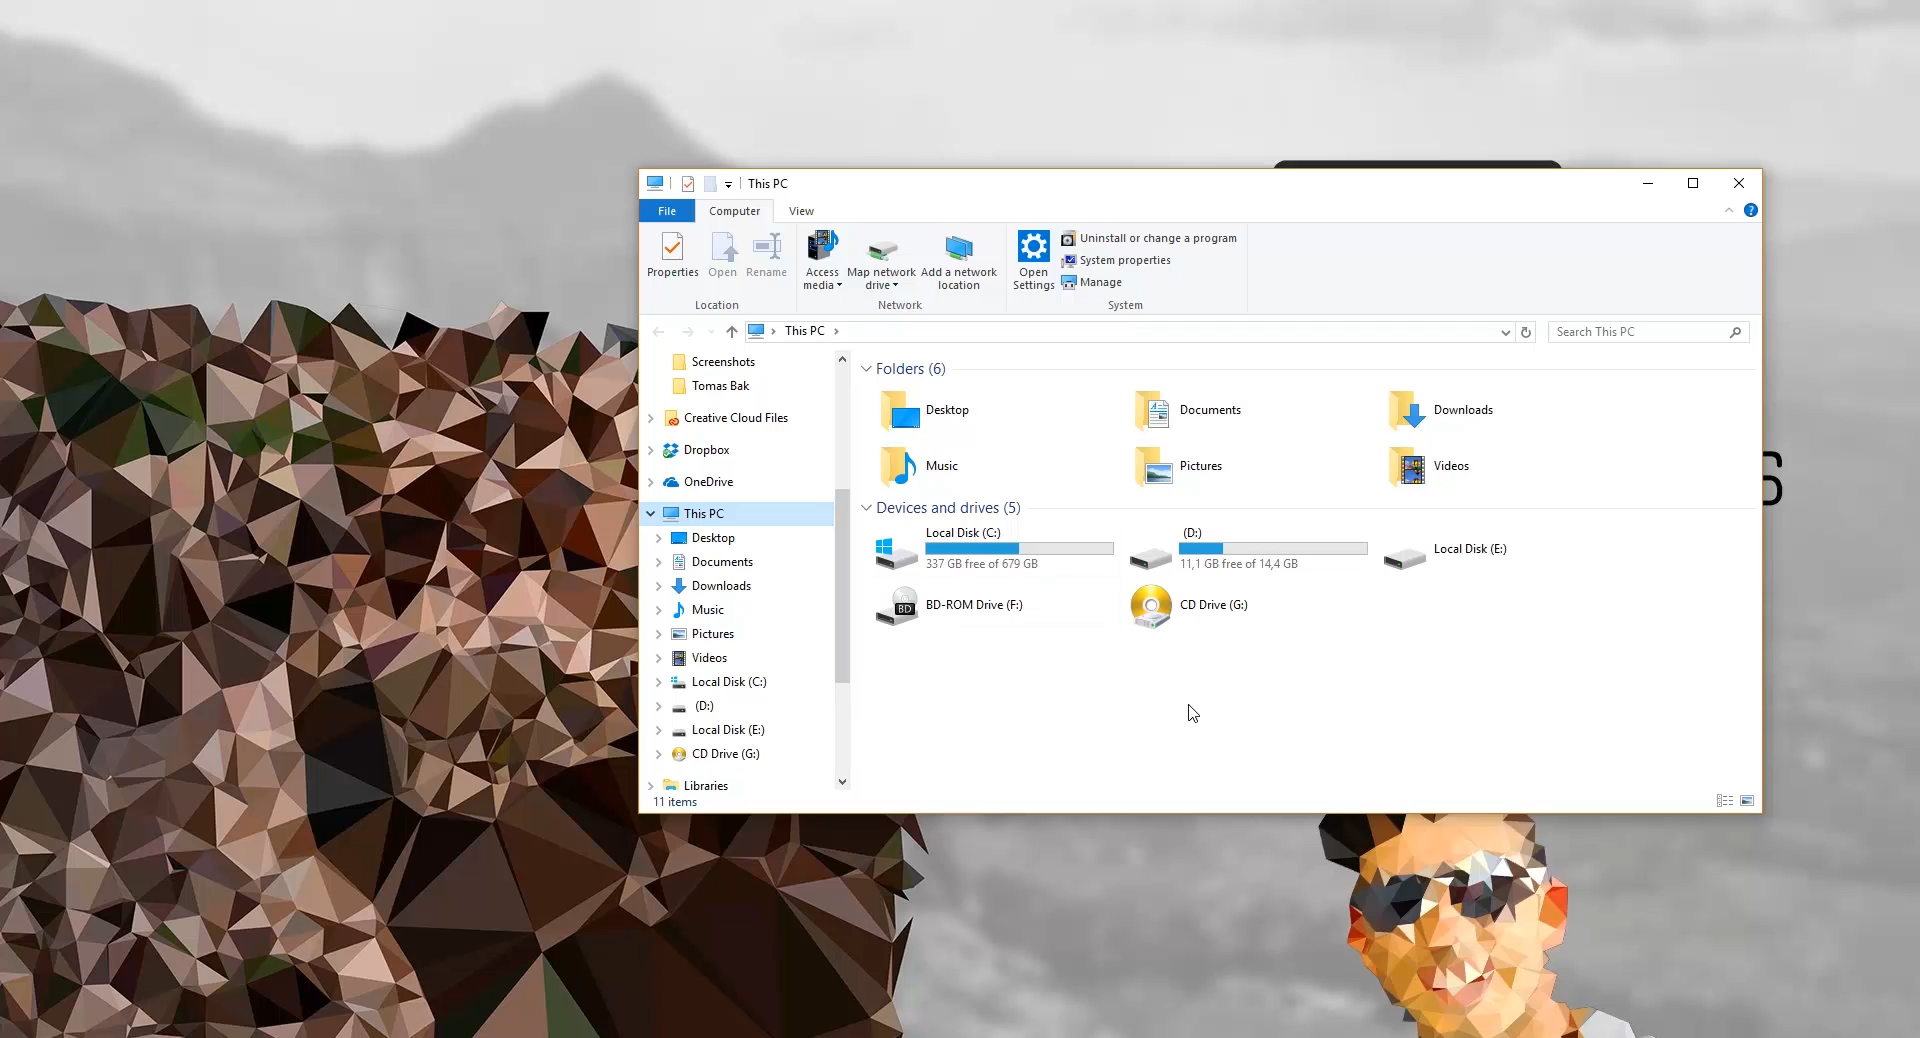 This PC
File Computer View
Properties Open Rename Access media Map network drive Add a network location Open Settings
Uninstall or change a program
System properties
Manage
Location Network System
This PC
Search This PC
Screenshots
Tomas Bak
Creative Cloud Files
Dropbox
OneDrive
This PC
Desktop
Documents
Downloads
Music
Pictures
Videos
Local Disk (C:)
(D:)
Local Disk (E:)
CD Drive (G:)
Libraries
Folders (6)
Desktop Documents Downloads
Music Pictures Videos
Devices and drives (5)
Local Disk (C:) (D:) Local Disk (E:)
337 GB free of 679 GB 11,1 GB free of 14,4 GB
BD
BD-ROM Drive (F:) CD Drive (G:)
11 items